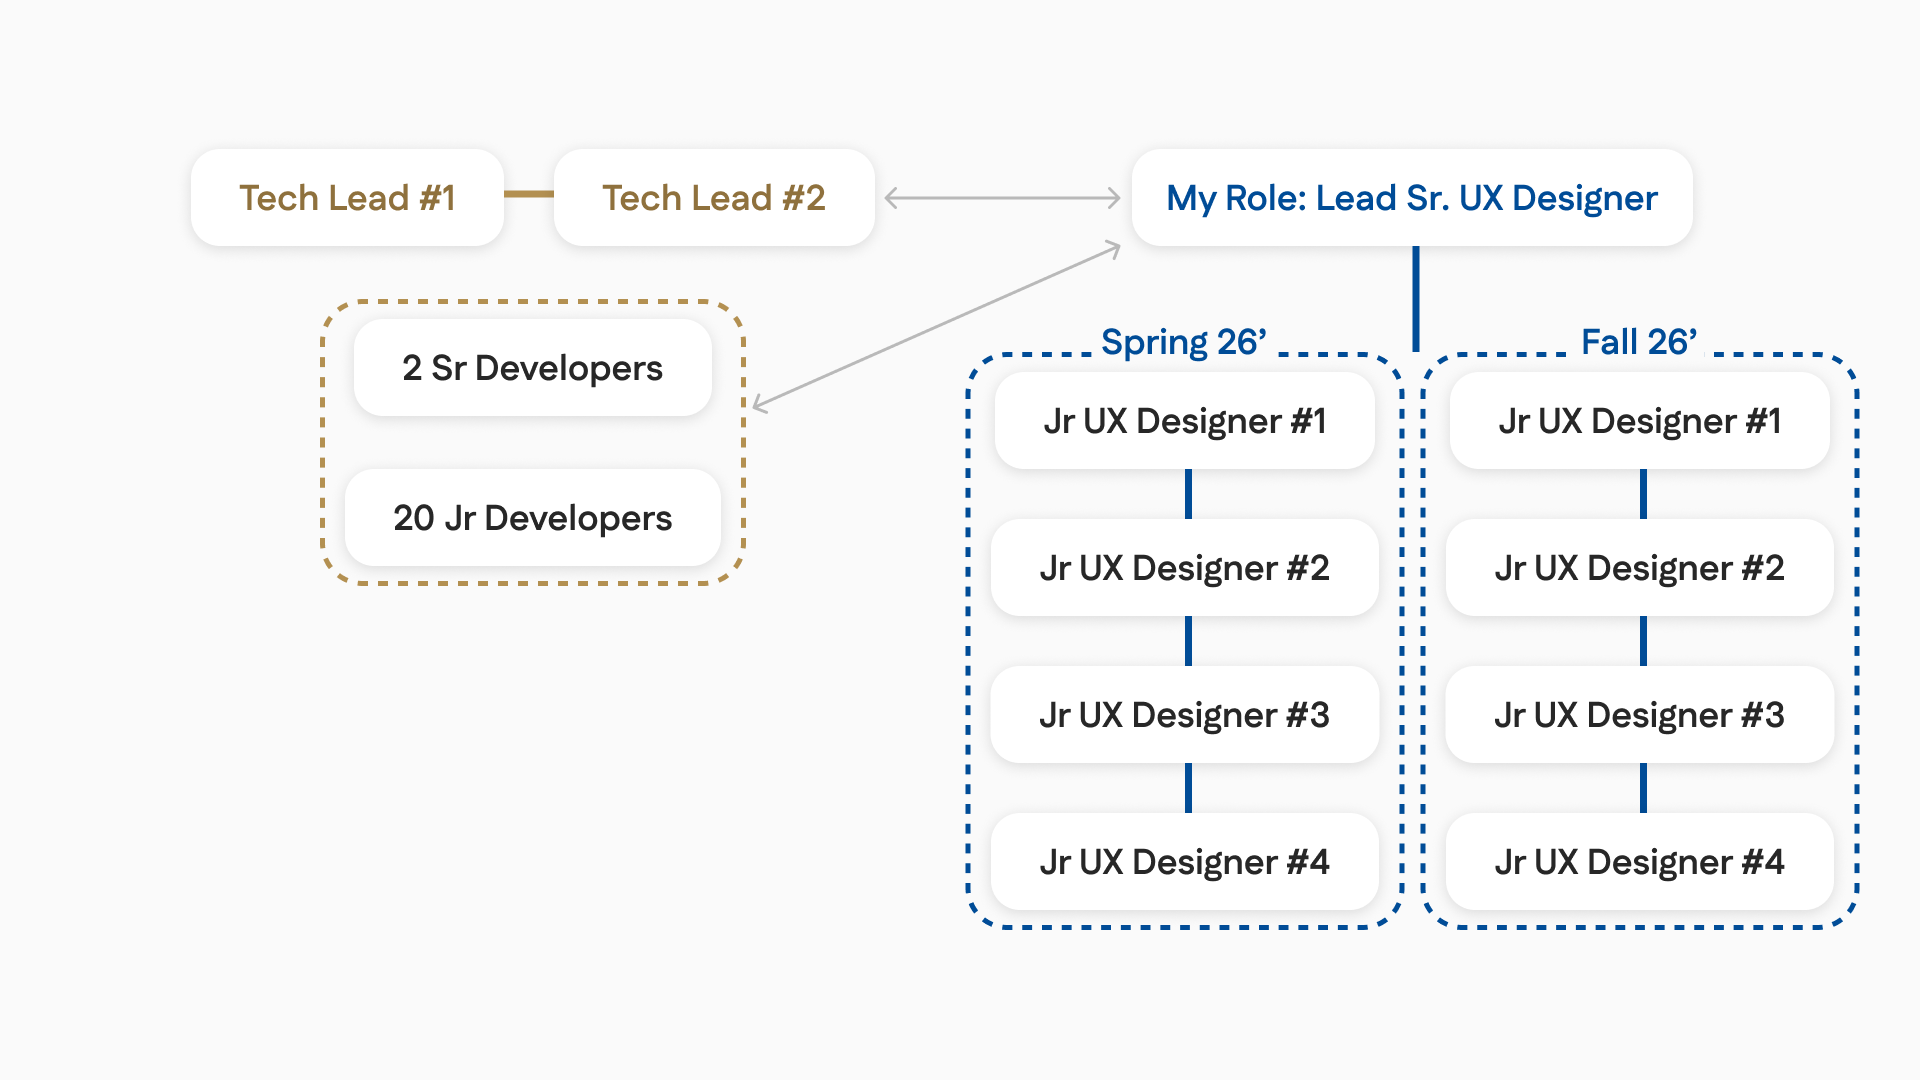 Tech Lead #1
Tech Lead #2
My Role: Lead Sr. UX Designer
2 Sr Developers
20 Jr Developers
Spring 26’
Jr UX Designer #1
Jr UX Designer #2
Jr UX Designer #3
Jr UX Designer #4
Fall 26’
Jr UX Designer #1
Jr UX Designer #2
Jr UX Designer #3
Jr UX Designer #4